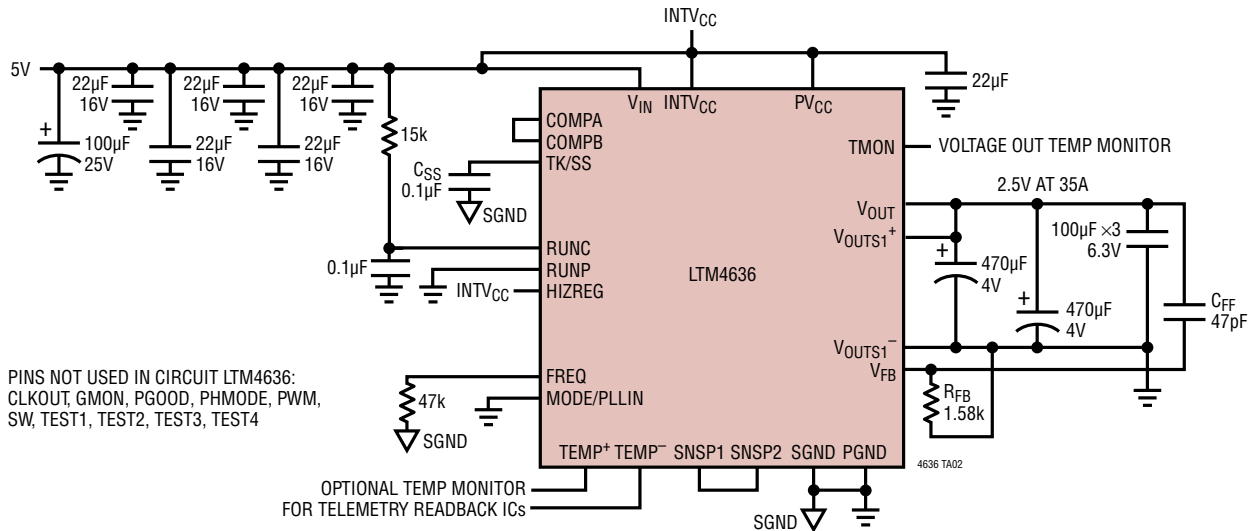 INTVCC
5V
22µF
16V
22µF
16V
22µF
16V
22µF
VIN
INTVCC
PVCC
+
100µF
25V
22µF
16V
22µF
16V
15k
COMPA
COMPB
TK/SS
CSS
0.1µF
SGND
TMON
VOLTAGE OUT TEMP MONITOR
2.5V AT 35A
VOUT
VOUTS1+
100µF ×3
6.3V
0.1µF
RUNC
RUNP
INTVCC
HIZREG
LTM4636
+
470µF
4V
+
470µF
4V
CFF
47pF
VOUTS1–
VFB
PINS NOT USED IN CIRCUIT LTM4636:
CLKOUT, GMON, PGOOD, PHMODE, PWM,
SW, TEST1, TEST2, TEST3, TEST4
FREQ
47k
MODE/PLLIN
SGND
RFB
1.58k
TEMP+
TEMP–
SNSP1
SNSP2
SGND
PGND
4636 TA02
OPTIONAL TEMP MONITOR
FOR TELEMETRY READBACK ICs
SGND